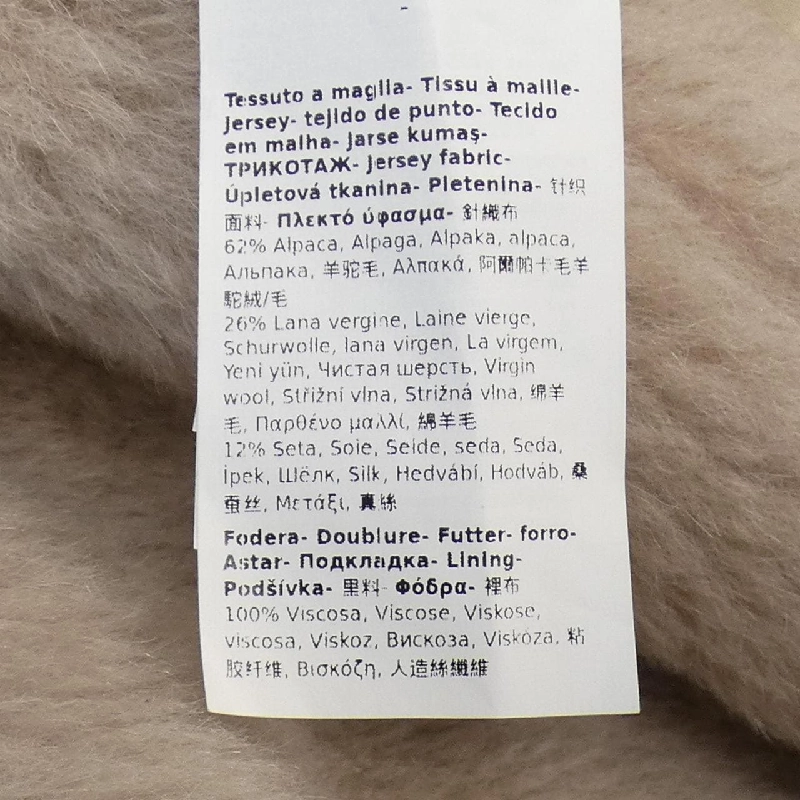 Tessuto a maglia- Tissu à maille-
Jersey- tejido de punto- Tecido
em malha- Jarse kumaş-
ТРИКОТАЖ- Jersey fabric-
Úpletová tkanina- Pletenina- 针织
面料- Πλεκτό ύφασμα- 針織布
62% Alpaca, Alpaga, Alpaka, alpaca,
Альпака, 羊驼毛, Αλπακά, 阿爾帕卡毛羊
駝絨/毛
26% Lana vergine, Laine vierge,
Schurwolle, lana virgen, La virgem,
Yeni yün, Чистая шерсть, Virgin
wool, Střižní vlna, Strižná vlna, 绵羊
毛, Παρθένο μαλλί, 綿羊毛
12% Seta, Soie, Seide, seda, Seda,
ipek, Шёлк, Silk, Hedvábí, Hodváb, 桑
蚕丝, Μετάξι, 真絲
Fodera- Doublure- Futter- forro-
Astar- Подкладка- Lining-
Podšívka- 里料- Φόδρα- 裡布
100% Viscosa, Viscose, Viskose,
viscosa, Viskoz, Вискоза, Viskóza, 粘
胶纤维, Βισκόζη, 人造絲纖維